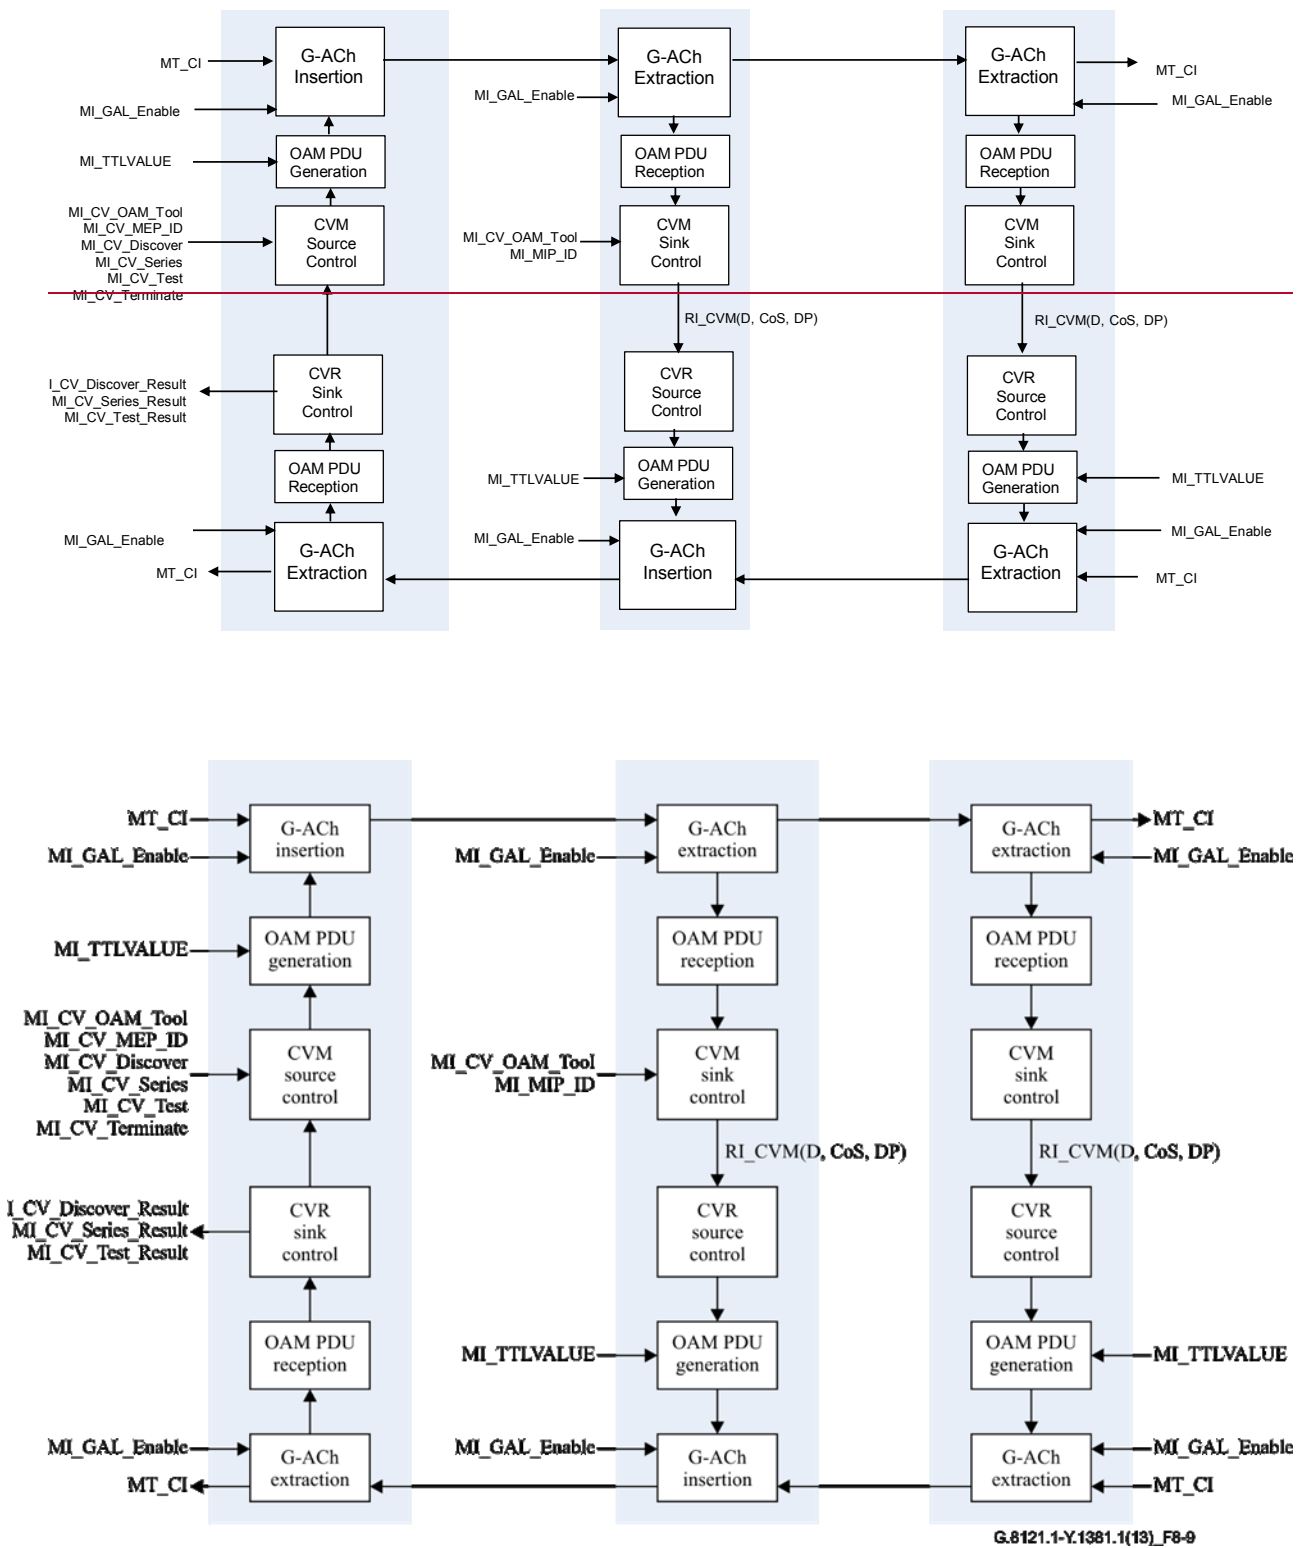 G-ACh
Insertion
G-ACh
Extraction
G-ACh
Extraction
MT_CI
MT_CI
MI_GAL_Enable
MI_GAL_Enable
MI_GAL_Enable
MI_TTLVALUE
OAM PDU
Generation
OAM PDU
Reception
OAM PDU
Reception
MI_CV_OAM_Tool
MI_CV_MEP_ID
MI_CV_Discover
MI_CV_Series
MI_CV_Test
MI_CV_Terminate
CVM
Source
Control
MI_CV_OAM_Tool
MI_MIP_ID
CVM
Sink
Control
CVM
Sink
Control
RI_CVM(D, CoS, DP)
RI_CVM(D, CoS, DP)
I_CV_Discover_Result
MI_CV_Series_Result
MI_CV_Test_Result
CVR
Sink
Control
CVR
Source
Control
CVR
Source
Control
OAM PDU
Reception
MI_TTLVALUE
OAM PDU
Generation
OAM PDU
Generation
MI_TTLVALUE
MI_GAL_Enable
MT_CI
G-ACh
Extraction
MI_GAL_Enable
G-ACh
Insertion
G-ACh
Extraction
MI_GAL_Enable
MT_CI
MT_CI
MI_GAL_Enable
G-ACh
insertion
MI_GAL_Enable
G-ACh
extraction
G-ACh
extraction
MT_CI
MI_GAL_Enable
MI_TTLVALUE
OAM PDU
generation
OAM PDU
reception
OAM PDU
reception
MI_CV_OAM_Tool
MI_CV_MEP_ID
MI_CV_Discover
MI_CV_Series
MI_CV_Test
MI_CV_Terminate
CVM
source
control
MI_CV_OAM_Tool
MI_MIP_ID
CVM
sink
control
CVM
sink
control
RI_CVM(D, CoS, DP)
RI_CVM(D, CoS, DP)
I_CV_Discover_Result
MI_CV_Series_Result
MI_CV_Test_Result
CVR
sink
control
CVR
source
control
CVR
source
control
OAM PDU
reception
MI_TTLVALUE
OAM PDU
generation
OAM PDU
generation
MI_TTLVALUE
MI_GAL_Enable
MT_CI
G-ACh
extraction
MI_GAL_Enable
G-ACh
insertion
G-ACh
extraction
MI_GAL_Enable
MT_CI
G.8121.1-Y.1381.1(13)_F8-9